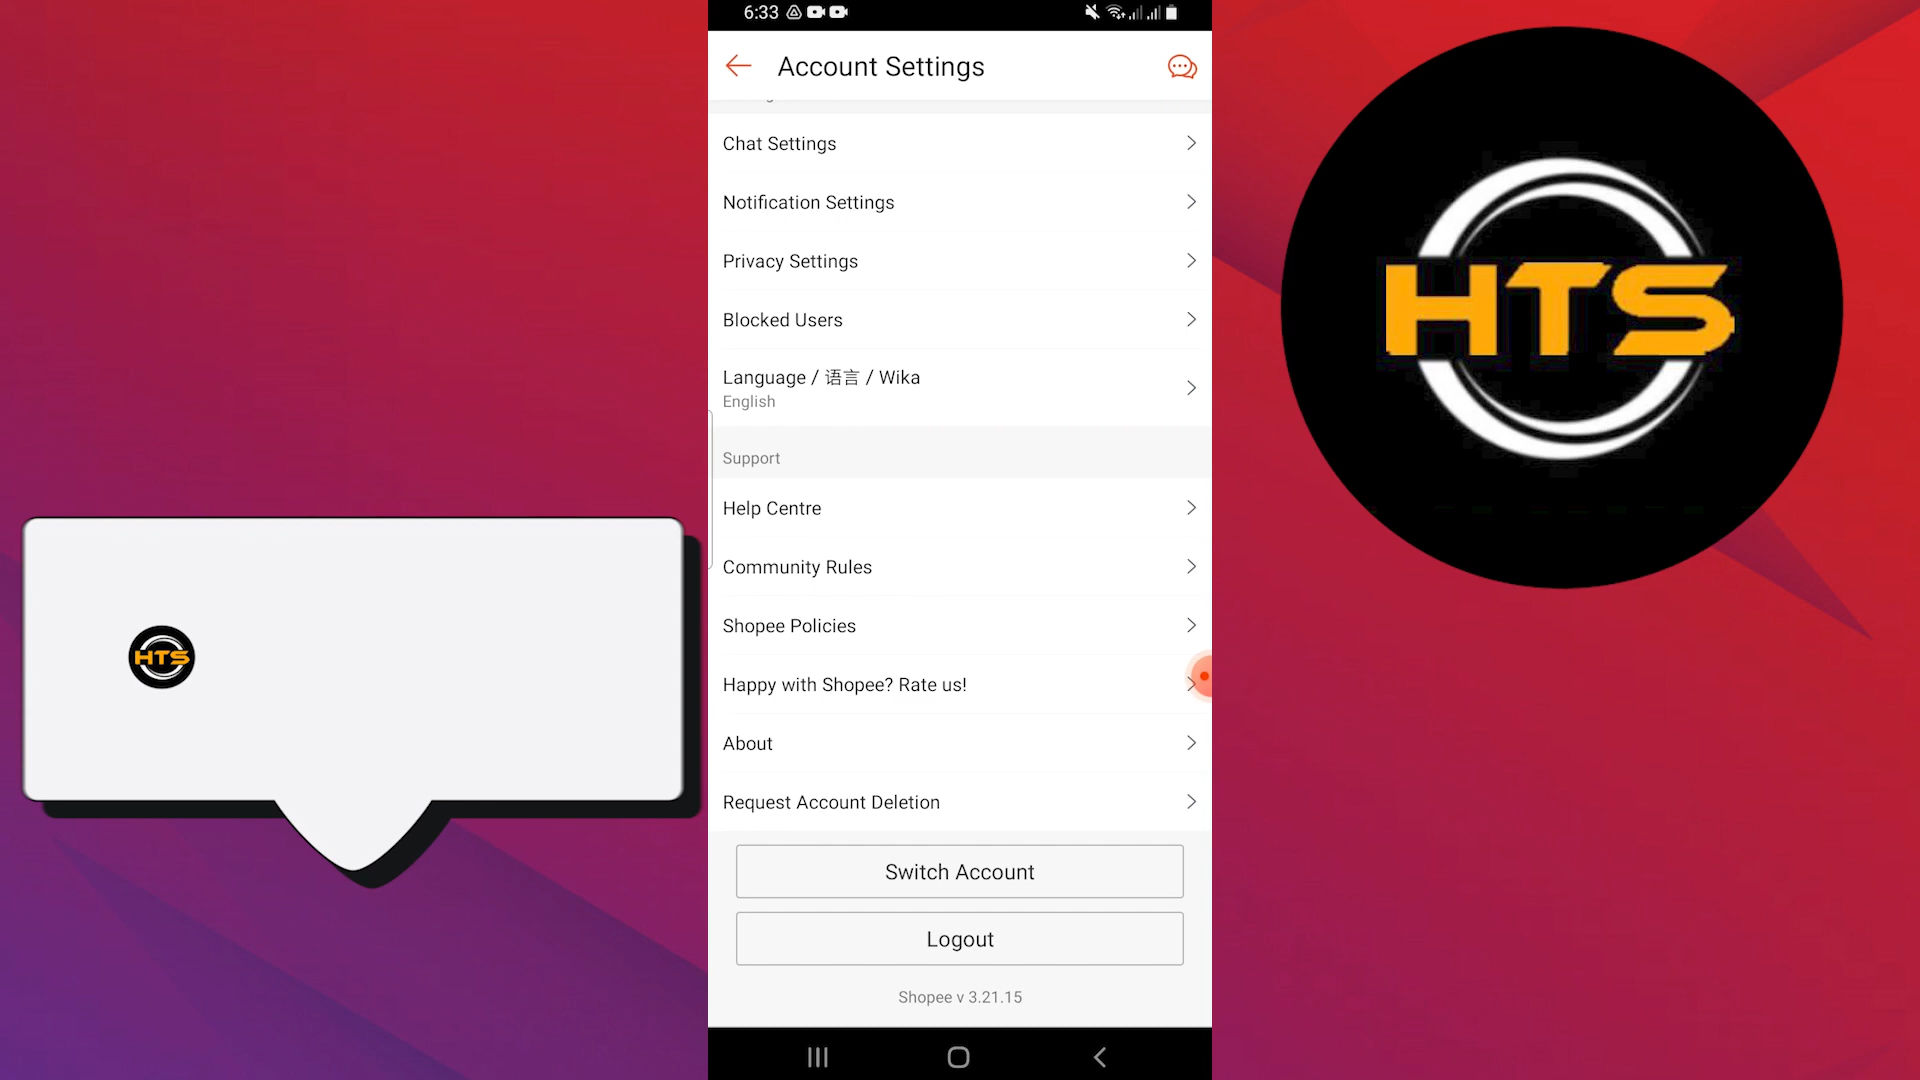 6:33
Account Settings
Chat Settings
Notification Settings
Privacy Settings
Blocked Users
Language / 语言 / Wika
English
Support
Help Centre
Community Rules
Shopee Policies
Happy with Shopee? Rate us!
About
Request Account Deletion
Switch Account
Logout
Shopee v 3.21.15
HTS
HTS